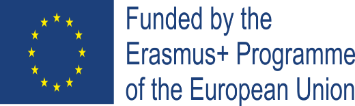 Funded by the
Erasmus+ Programme
of the European Union